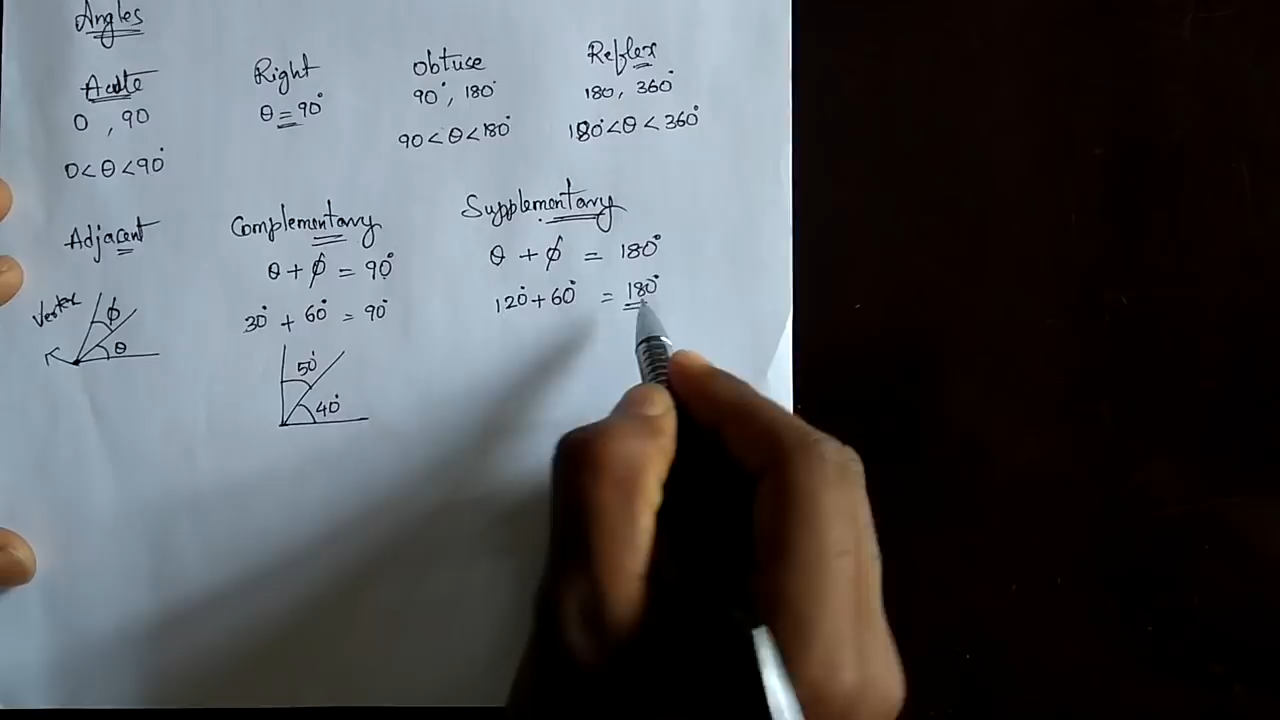 Angles
Acute
0 , 90
0 < θ < 90°
Right
θ = 90°
Obtuse
90°, 180°
90 < θ < 180°
Reflex
180, 360°
180° < θ < 360°
Adjacent
Vertex
ϕ
θ
Complementary
θ + ϕ = 90°
30° + 60° = 90°
50°
40°
Supplementary
θ + ϕ = 180°
120° + 60° = 180°